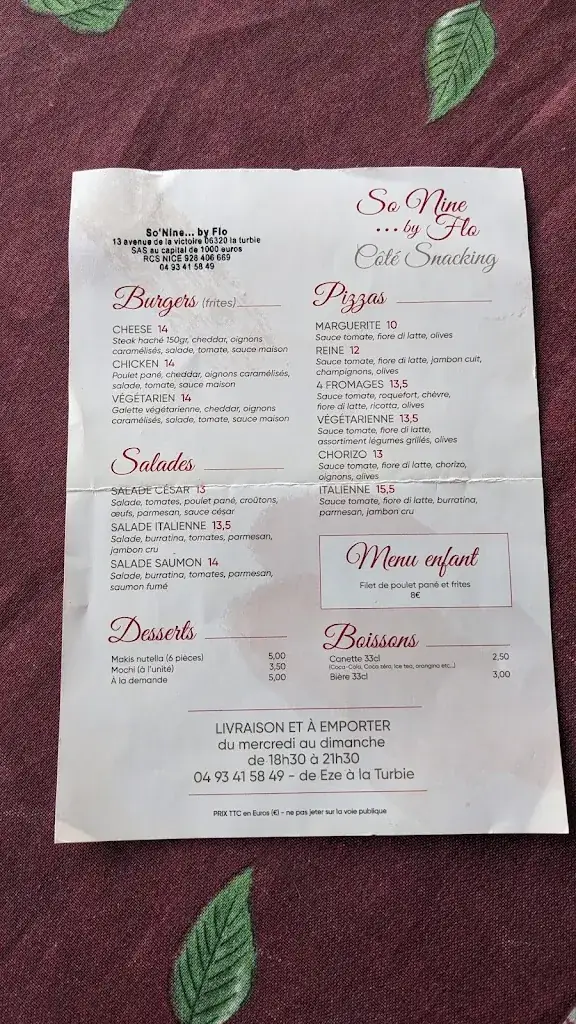 So'Nine... by Flo
13 avenue de la victoire 06320 la turbie
SAS au capital de 1000 euros
RCS NICE 928 406 669
04 93 41 58 49
So Nine
... by Flo
Côté Snacking
Burgers (frites)
CHEESE 14
Steak haché 150gr, cheddar, oignons
caramélisés, salade, tomate, sauce maison
CHICKEN 14
Poulet pané, cheddar, oignons caramélisés,
salade, tomate, sauce maison
VÉGÉTARIEN 14
Galette végétarienne, cheddar, oignons
caramélisés, salade, tomate, sauce maison
Salades
SALADE CÉSAR 13
Salade, tomates, poulet pané, croûtons,
œufs, parmesan, sauce césar
SALADE ITALIENNE 13,5
Salade, burratina, tomates, parmesan,
jambon cru
SALADE SAUMON 14
Salade, burratina, tomates, parmesan,
saumon fumé
Desserts
Makis nutella (6 pièces) 5,00
Mochi (à l'unité) 3,50
À la demande 5,00
Pizzas
MARGUERITE 10
Sauce tomate, fiore di latte, olives
REINE 12
Sauce tomate, fiore di latte, jambon cuit,
champignons, olives
4 FROMAGES 13,5
Sauce tomate, roquefort, chèvre,
fiore di latte, ricotta, olives
VÉGÉTARIENNE 13,5
Sauce tomate, fiore di latte,
assortiment légumes grillés, olives
CHORIZO 13
Sauce tomate, fiore di latte, chorizo,
oignons, olives
ITALIENNE 15,5
Sauce tomate, fiore di latte, burratina,
parmesan, jambon cru
Menu enfant
Filet de poulet pané et frites
8€
Boissons
Canette 33cl 2,50
(Coca-Cola, Coca zéro, Ice tea, orangina etc...)
Bière 33cl 3,00
LIVRAISON ET À EMPORTER
du mercredi au dimanche
de 18h30 à 21h30
04 93 41 58 49 - de Eze à la Turbie
PRIX TTC en Euros (€) - ne pas jeter sur la voie publique